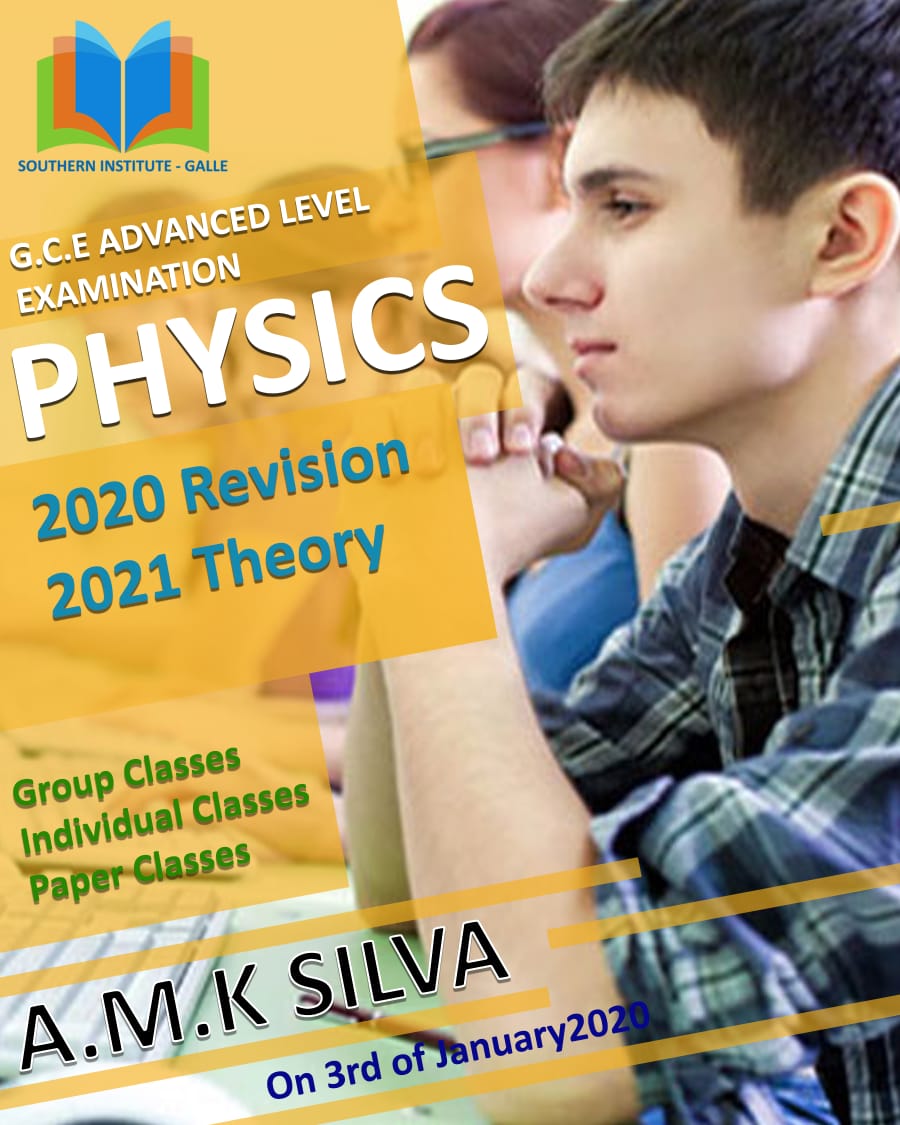 SOUTHERN INSTITUTE - GALLE
G.C.E ADVANCED LEVEL
EXAMINATION
PHYSICS
2020 Revision
2021 Theory
Group Classes
Individual Classes
Paper Classes
A.M.K SILVA
On 3rd of January2020